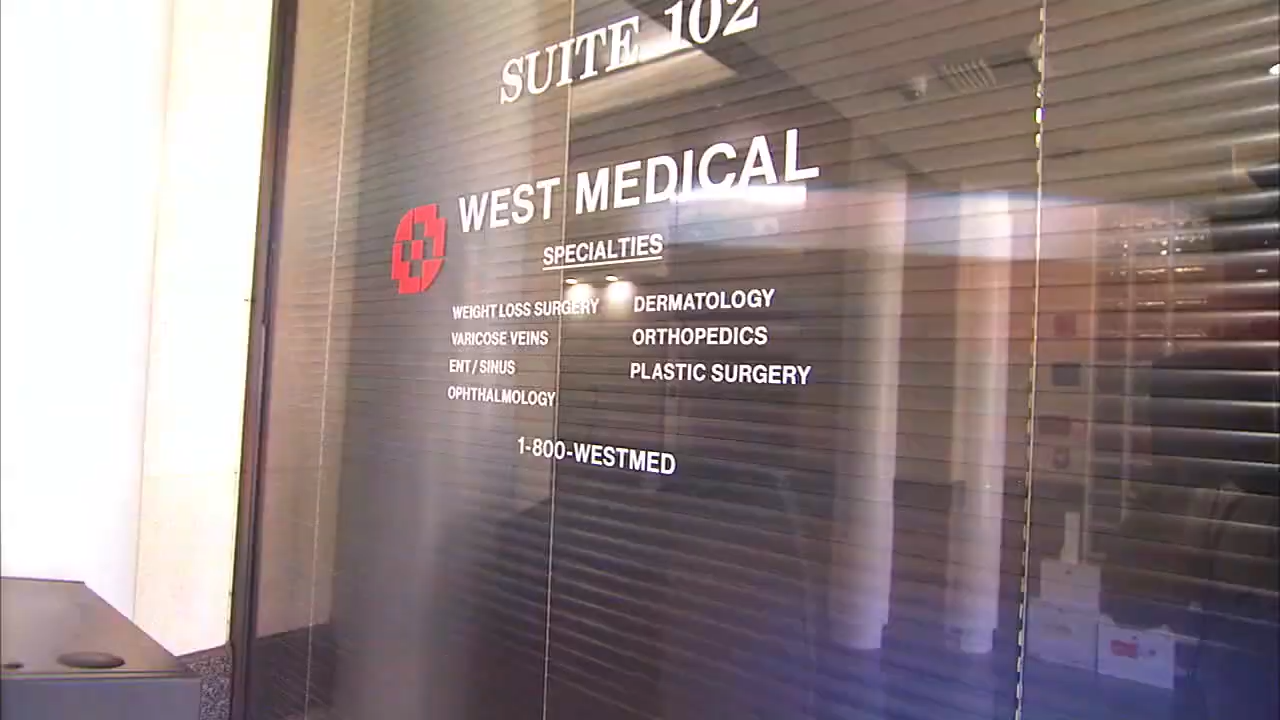 SUITE 102
WEST MEDICAL
SPECIALTIES
WEIGHT LOSS SURGERY
VARICOSE VEINS
ENT / SINUS
OPHTHALMOLOGY
DERMATOLOGY
ORTHOPEDICS
PLASTIC SURGERY
1-800-WESTMED